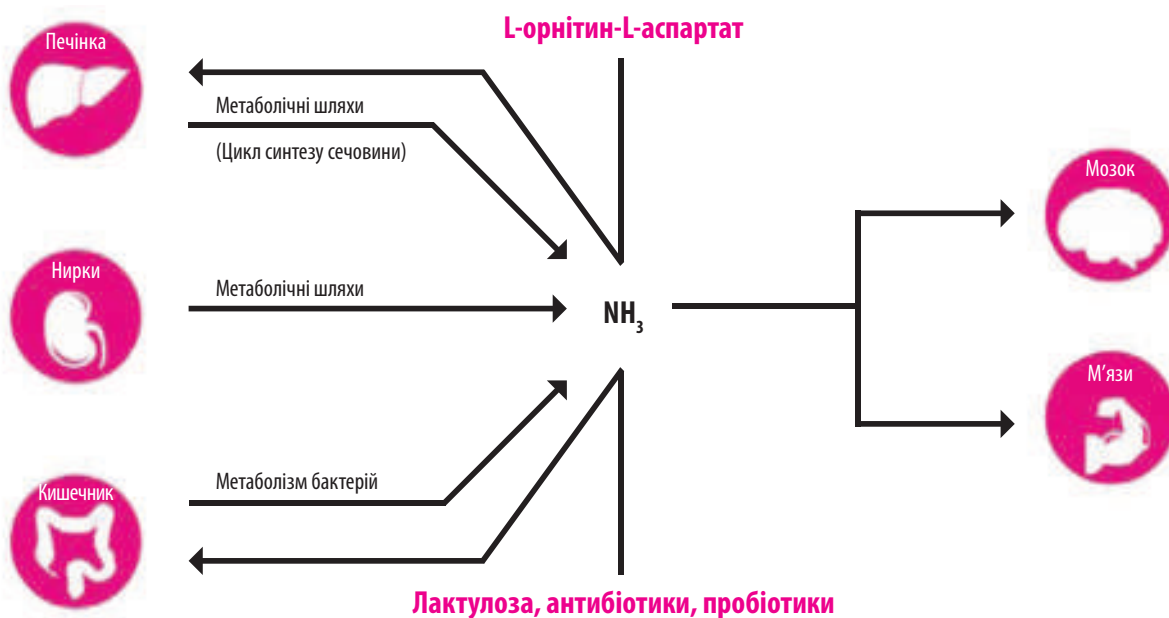 L-орнітин-L-аспартат
Печінка
Метаболічні шляхи
(Цикл синтезу сечовини)
Мозок
Нирки
Метаболічні шляхи
NH₃
М’язи
Метаболізм бактерій
Кишечник
Лактулоза, антибіотики, пробіотики